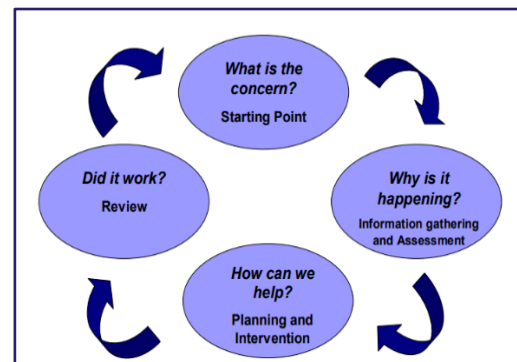 What is the
concern?
Starting Point
Why is it
happening?
Information gathering
and Assessment
How can we
help?
Planning and
Intervention
Did it work?
Review